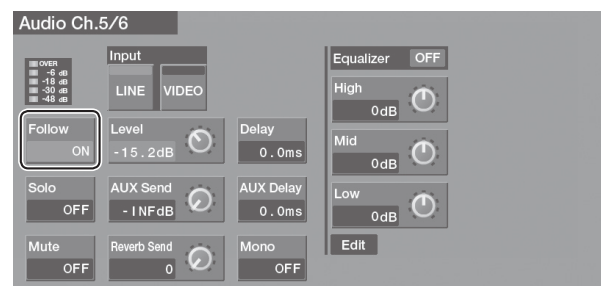 Audio Ch.5/6
OVER
-6 dB
-18 dB
-30 dB
-48 dB
Input
LINE VIDEO
Equalizer OFF
High
0dB
Follow
ON
Level
-15.2dB
Delay
0.0ms
Mid
0dB
Solo
OFF
AUX Send
-INFdB
AUX Delay
0.0ms
Low
0dB
Mute
OFF
Reverb Send
0
Mono
OFF
Edit